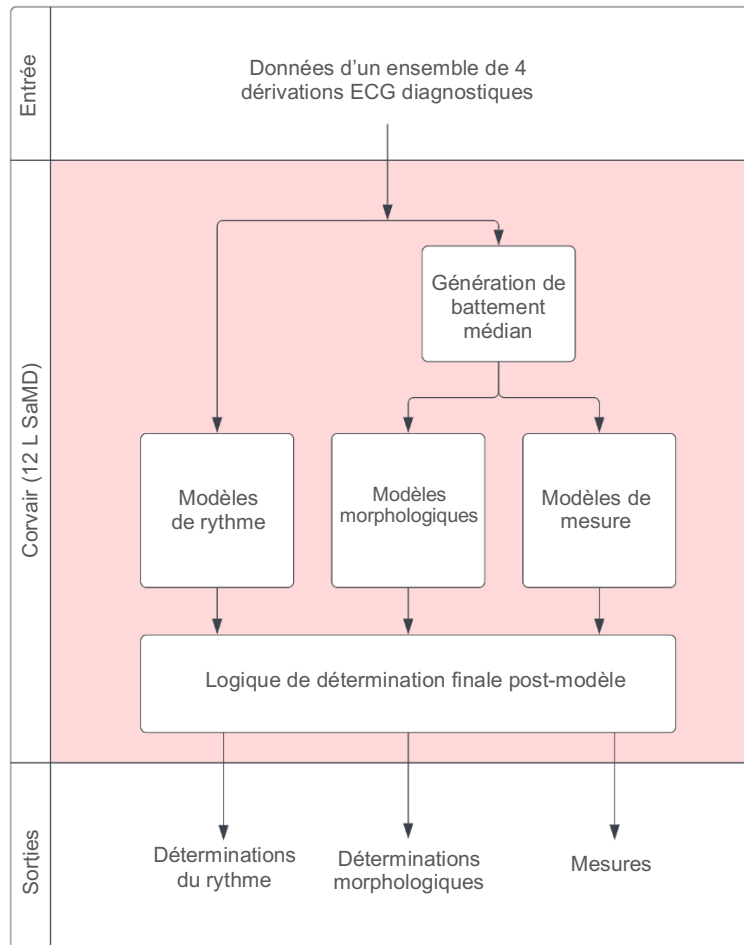 Entrée
Données d'un ensemble de 4
dérivations ECG diagnostiques
Corvair (12 L SaMD)
Génération de
battement
médian
Modèles
de rythme
Modèles
morphologiques
Modèles de
mesure
Logique de détermination finale post-modèle
Sorties
Déterminations
du rythme
Déterminations
morphologiques
Mesures